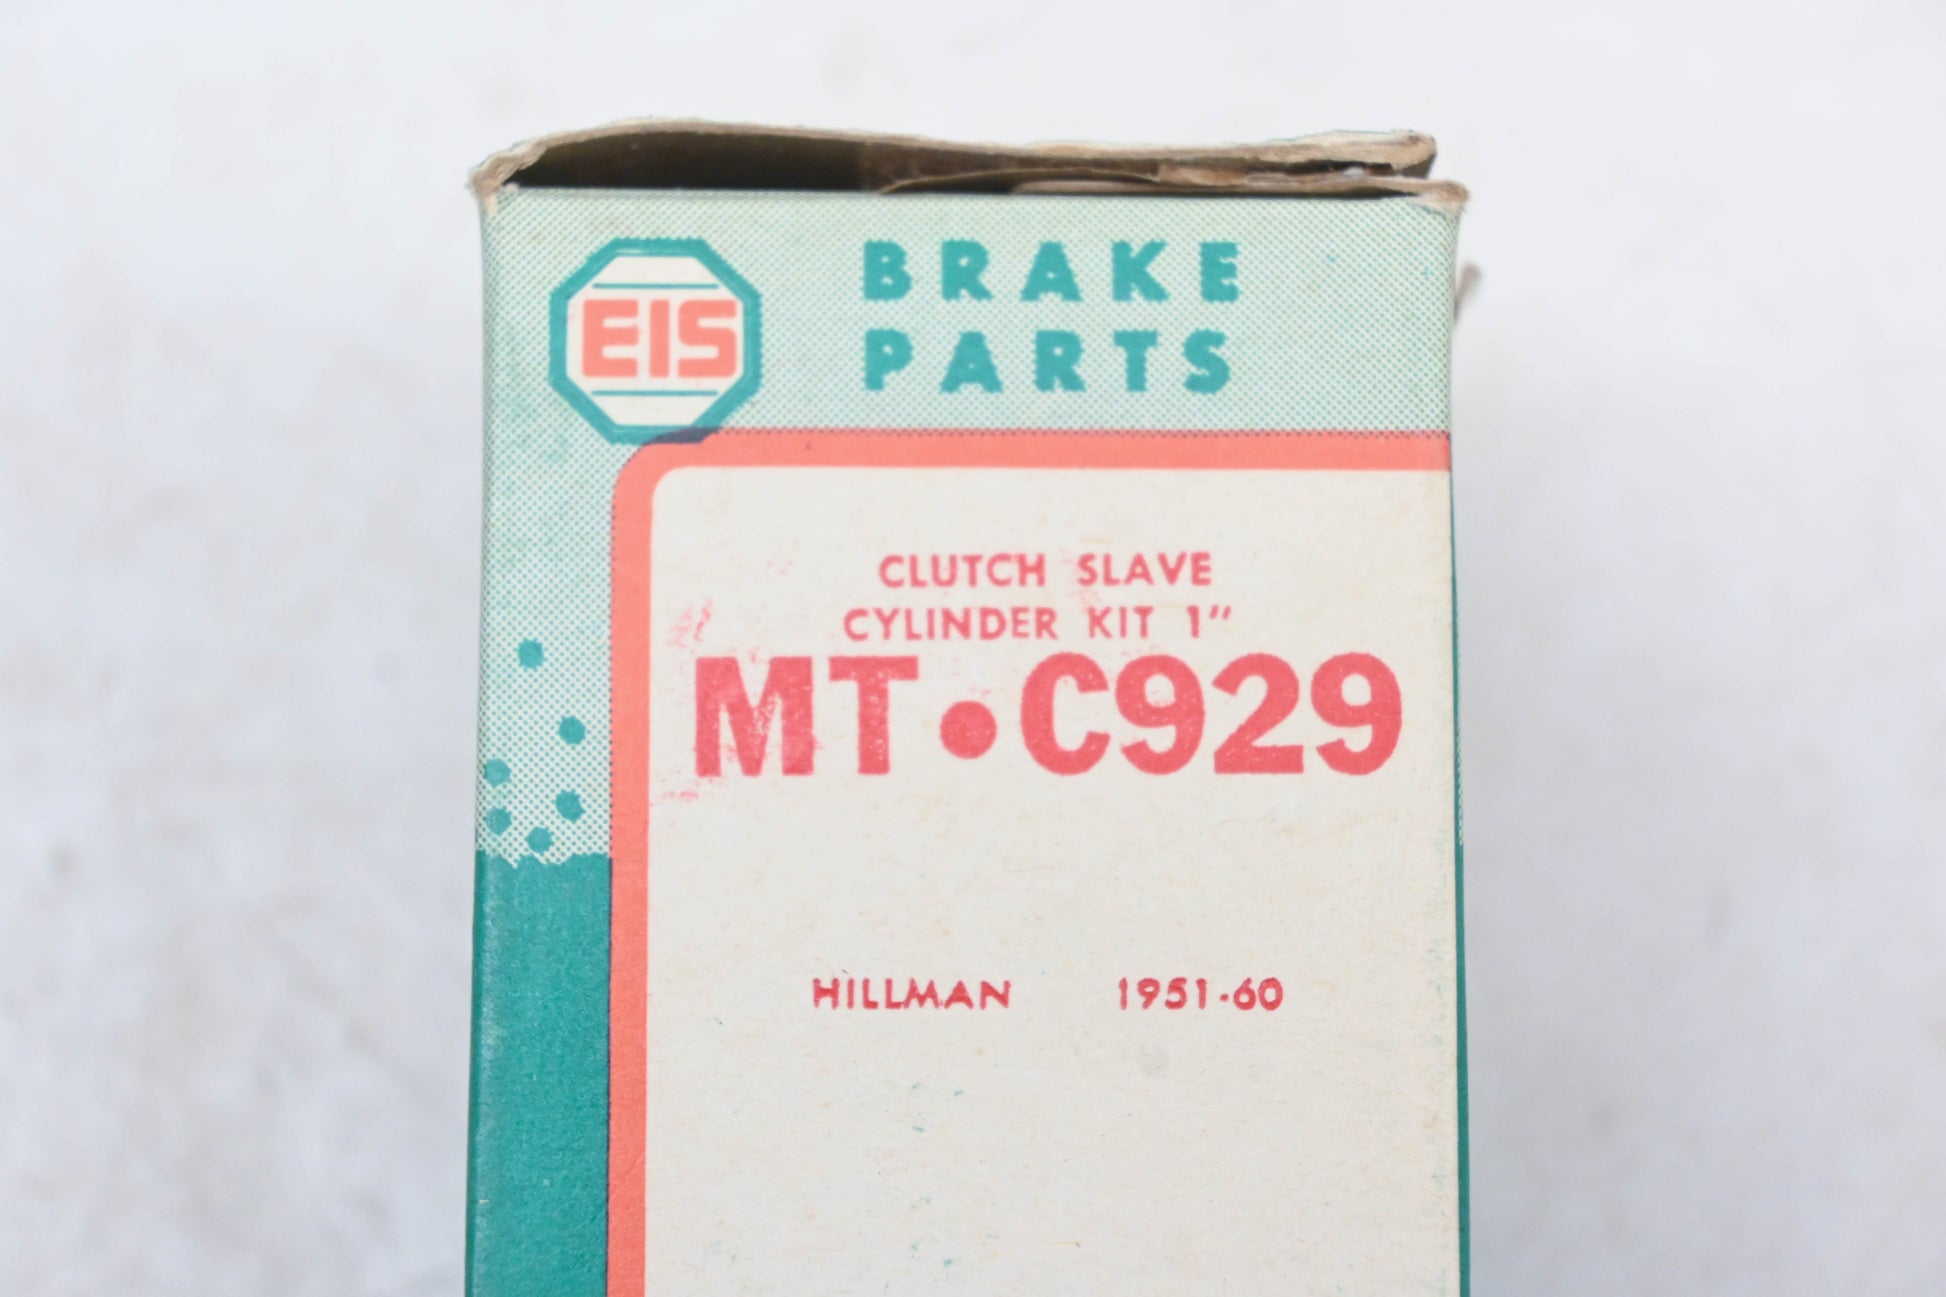 EIS
BRAKE
PARTS
CLUTCH SLAVE
CYLINDER KIT 1"
MT•C929
HILLMAN 1951-60